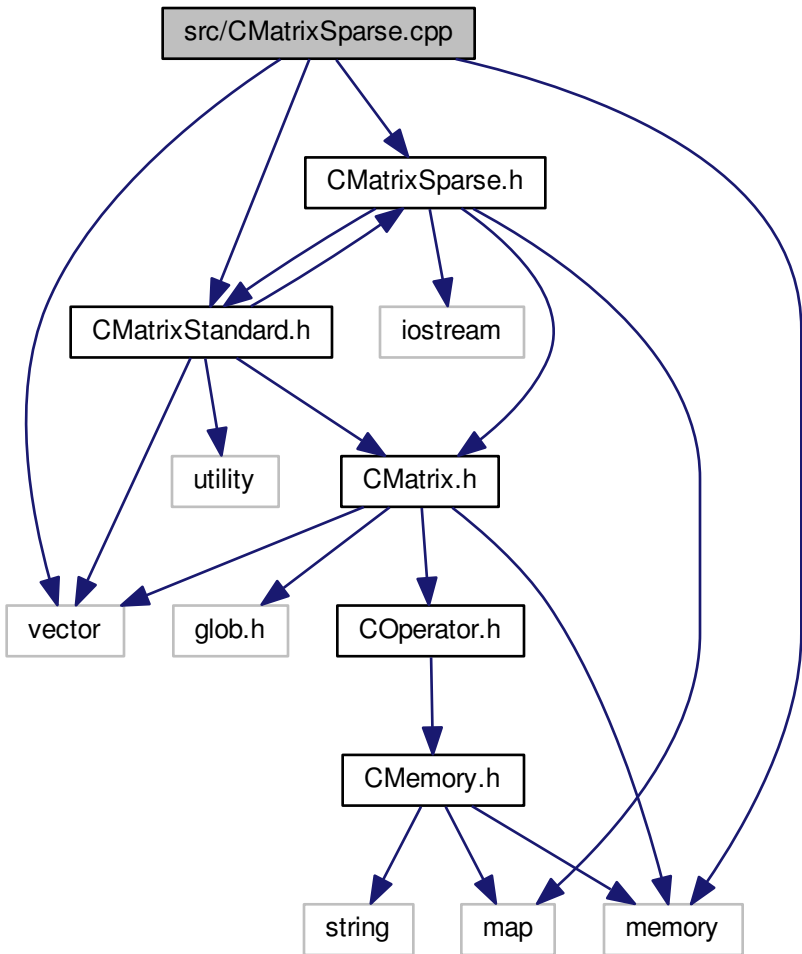 src/CMatrixSparse.cpp
CMatrixSparse.h
CMatrixStandard.h
iostream
utility
CMatrix.h
vector
glob.h
COperator.h
CMemory.h
string
map
memory